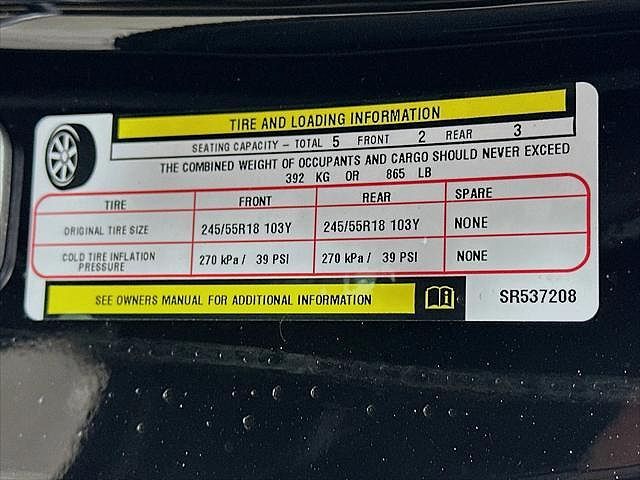 TIRE AND LOADING INFORMATION
SEATING CAPACITY – TOTAL 5 FRONT 2 REAR 3
THE COMBINED WEIGHT OF OCCUPANTS AND CARGO SHOULD NEVER EXCEED
392 KG OR 865 LB
TIRE FRONT REAR SPARE
ORIGINAL TIRE SIZE 245/55R18 103Y 245/55R18 103Y NONE
COLD TIRE INFLATION PRESSURE 270 kPa / 39 PSI 270 kPa / 39 PSI NONE
SEE OWNERS MANUAL FOR ADDITIONAL INFORMATION SR537208